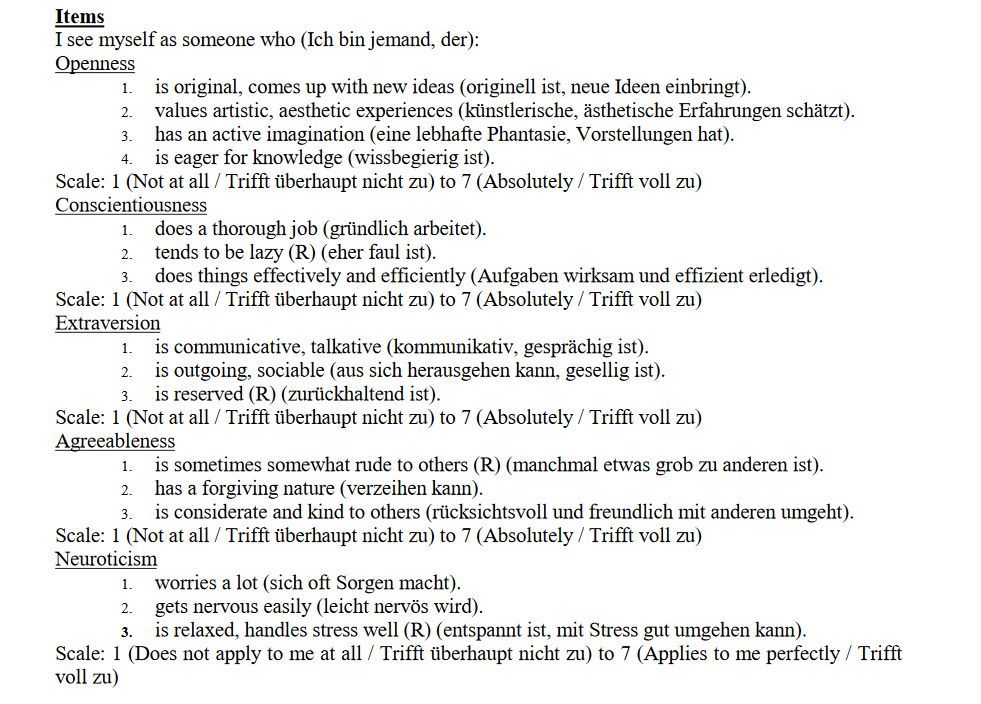 Items
I see myself as someone who (Ich bin jemand, der):
Openness
1. is original, comes up with new ideas (originell ist, neue Ideen einbringt).
2. values artistic, aesthetic experiences (künstlerische, ästhetische Erfahrungen schätzt).
3. has an active imagination (eine lebhafte Phantasie, Vorstellungen hat).
4. is eager for knowledge (wissbegierig ist).
Scale: 1 (Not at all / Trifft überhaupt nicht zu) to 7 (Absolutely / Trifft voll zu)
Conscientiousness
1. does a thorough job (gründlich arbeitet).
2. tends to be lazy (R) (eher faul ist).
3. does things effectively and efficiently (Aufgaben wirksam und effizient erledigt).
Scale: 1 (Not at all / Trifft überhaupt nicht zu) to 7 (Absolutely / Trifft voll zu)
Extraversion
1. is communicative, talkative (kommunikativ, gesprächig ist).
2. is outgoing, sociable (aus sich herausgehen kann, gesellig ist).
3. is reserved (R) (zurückhaltend ist).
Scale: 1 (Not at all / Trifft überhaupt nicht zu) to 7 (Absolutely / Trifft voll zu)
Agreeableness
1. is sometimes somewhat rude to others (R) (manchmal etwas grob zu anderen ist).
2. has a forgiving nature (verzeihen kann).
3. is considerate and kind to others (rücksichtsvoll und freundlich mit anderen umgeht).
Scale: 1 (Not at all / Trifft überhaupt nicht zu) to 7 (Absolutely / Trifft voll zu)
Neuroticism
1. worries a lot (sich oft Sorgen macht).
2. gets nervous easily (leicht nervös wird).
3. is relaxed, handles stress well (R) (entspannt ist, mit Stress gut umgehen kann).
Scale: 1 (Does not apply to me at all / Trifft überhaupt nicht zu) to 7 (Applies to me perfectly / Trifft
voll zu)